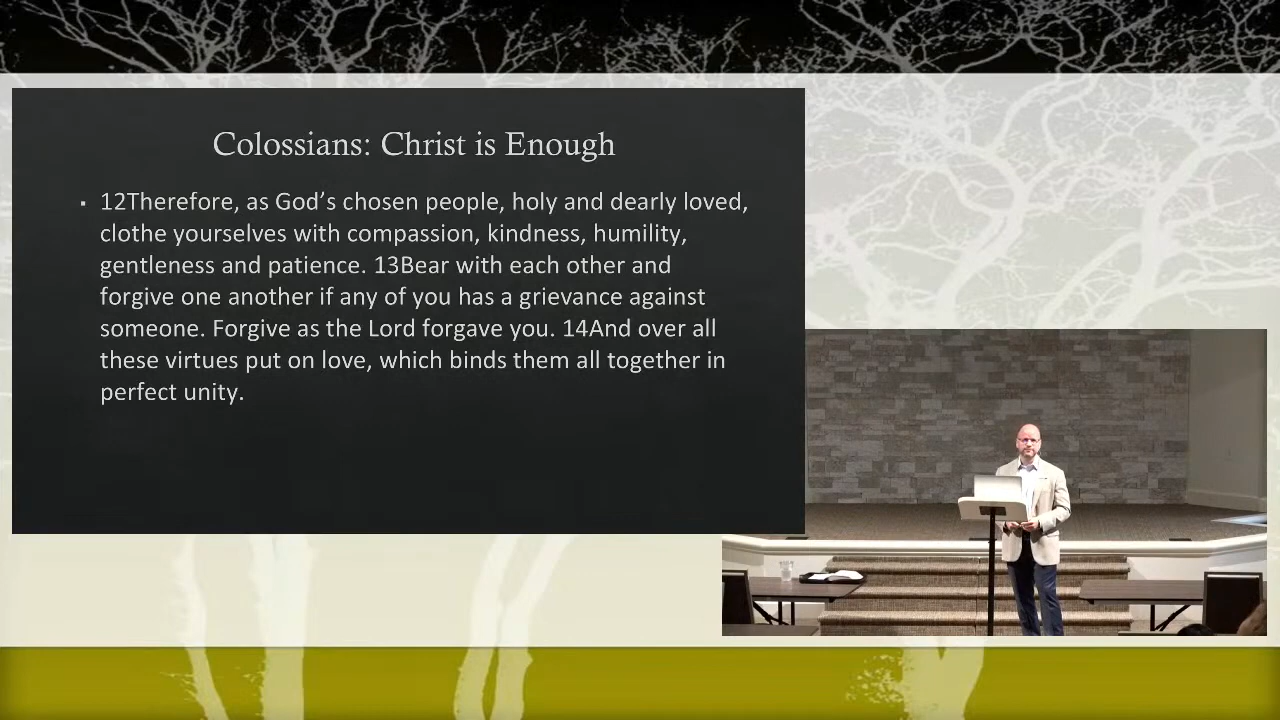 Colossians: Christ is Enough
▪ 12Therefore, as God’s chosen people, holy and dearly loved,
clothe yourselves with compassion, kindness, humility,
gentleness and patience. 13Bear with each other and
forgive one another if any of you has a grievance against
someone. Forgive as the Lord forgave you. 14And over all
these virtues put on love, which binds them all together in
perfect unity.